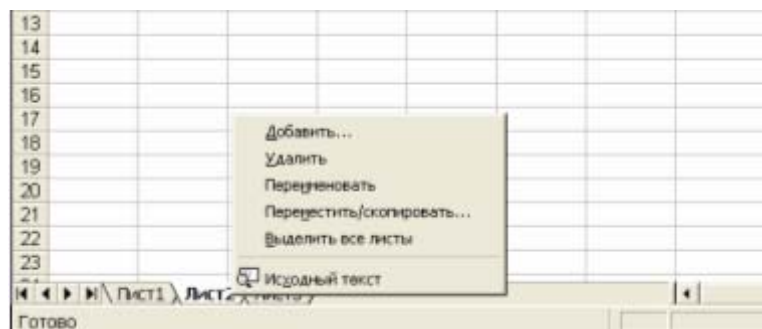 13
14
15
16
17
18
19
20
21
22
23
Добавить...
Удалить
Переименовать
Переместить/скопировать...
Выделить все листы
Исходный текст
Лист1 Лист2
Готово